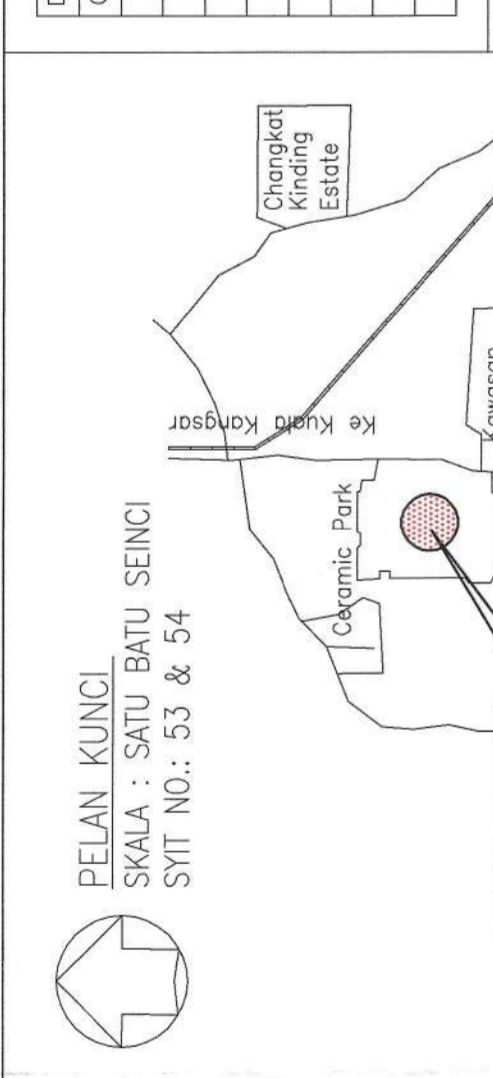 PELAN KUNCI
SKALA : SATU BATU SEINCI
SYIT NO.: 53 & 54
Changkat
Kinding
Estate
Ke Kuala Kangsar
Ceramic Park